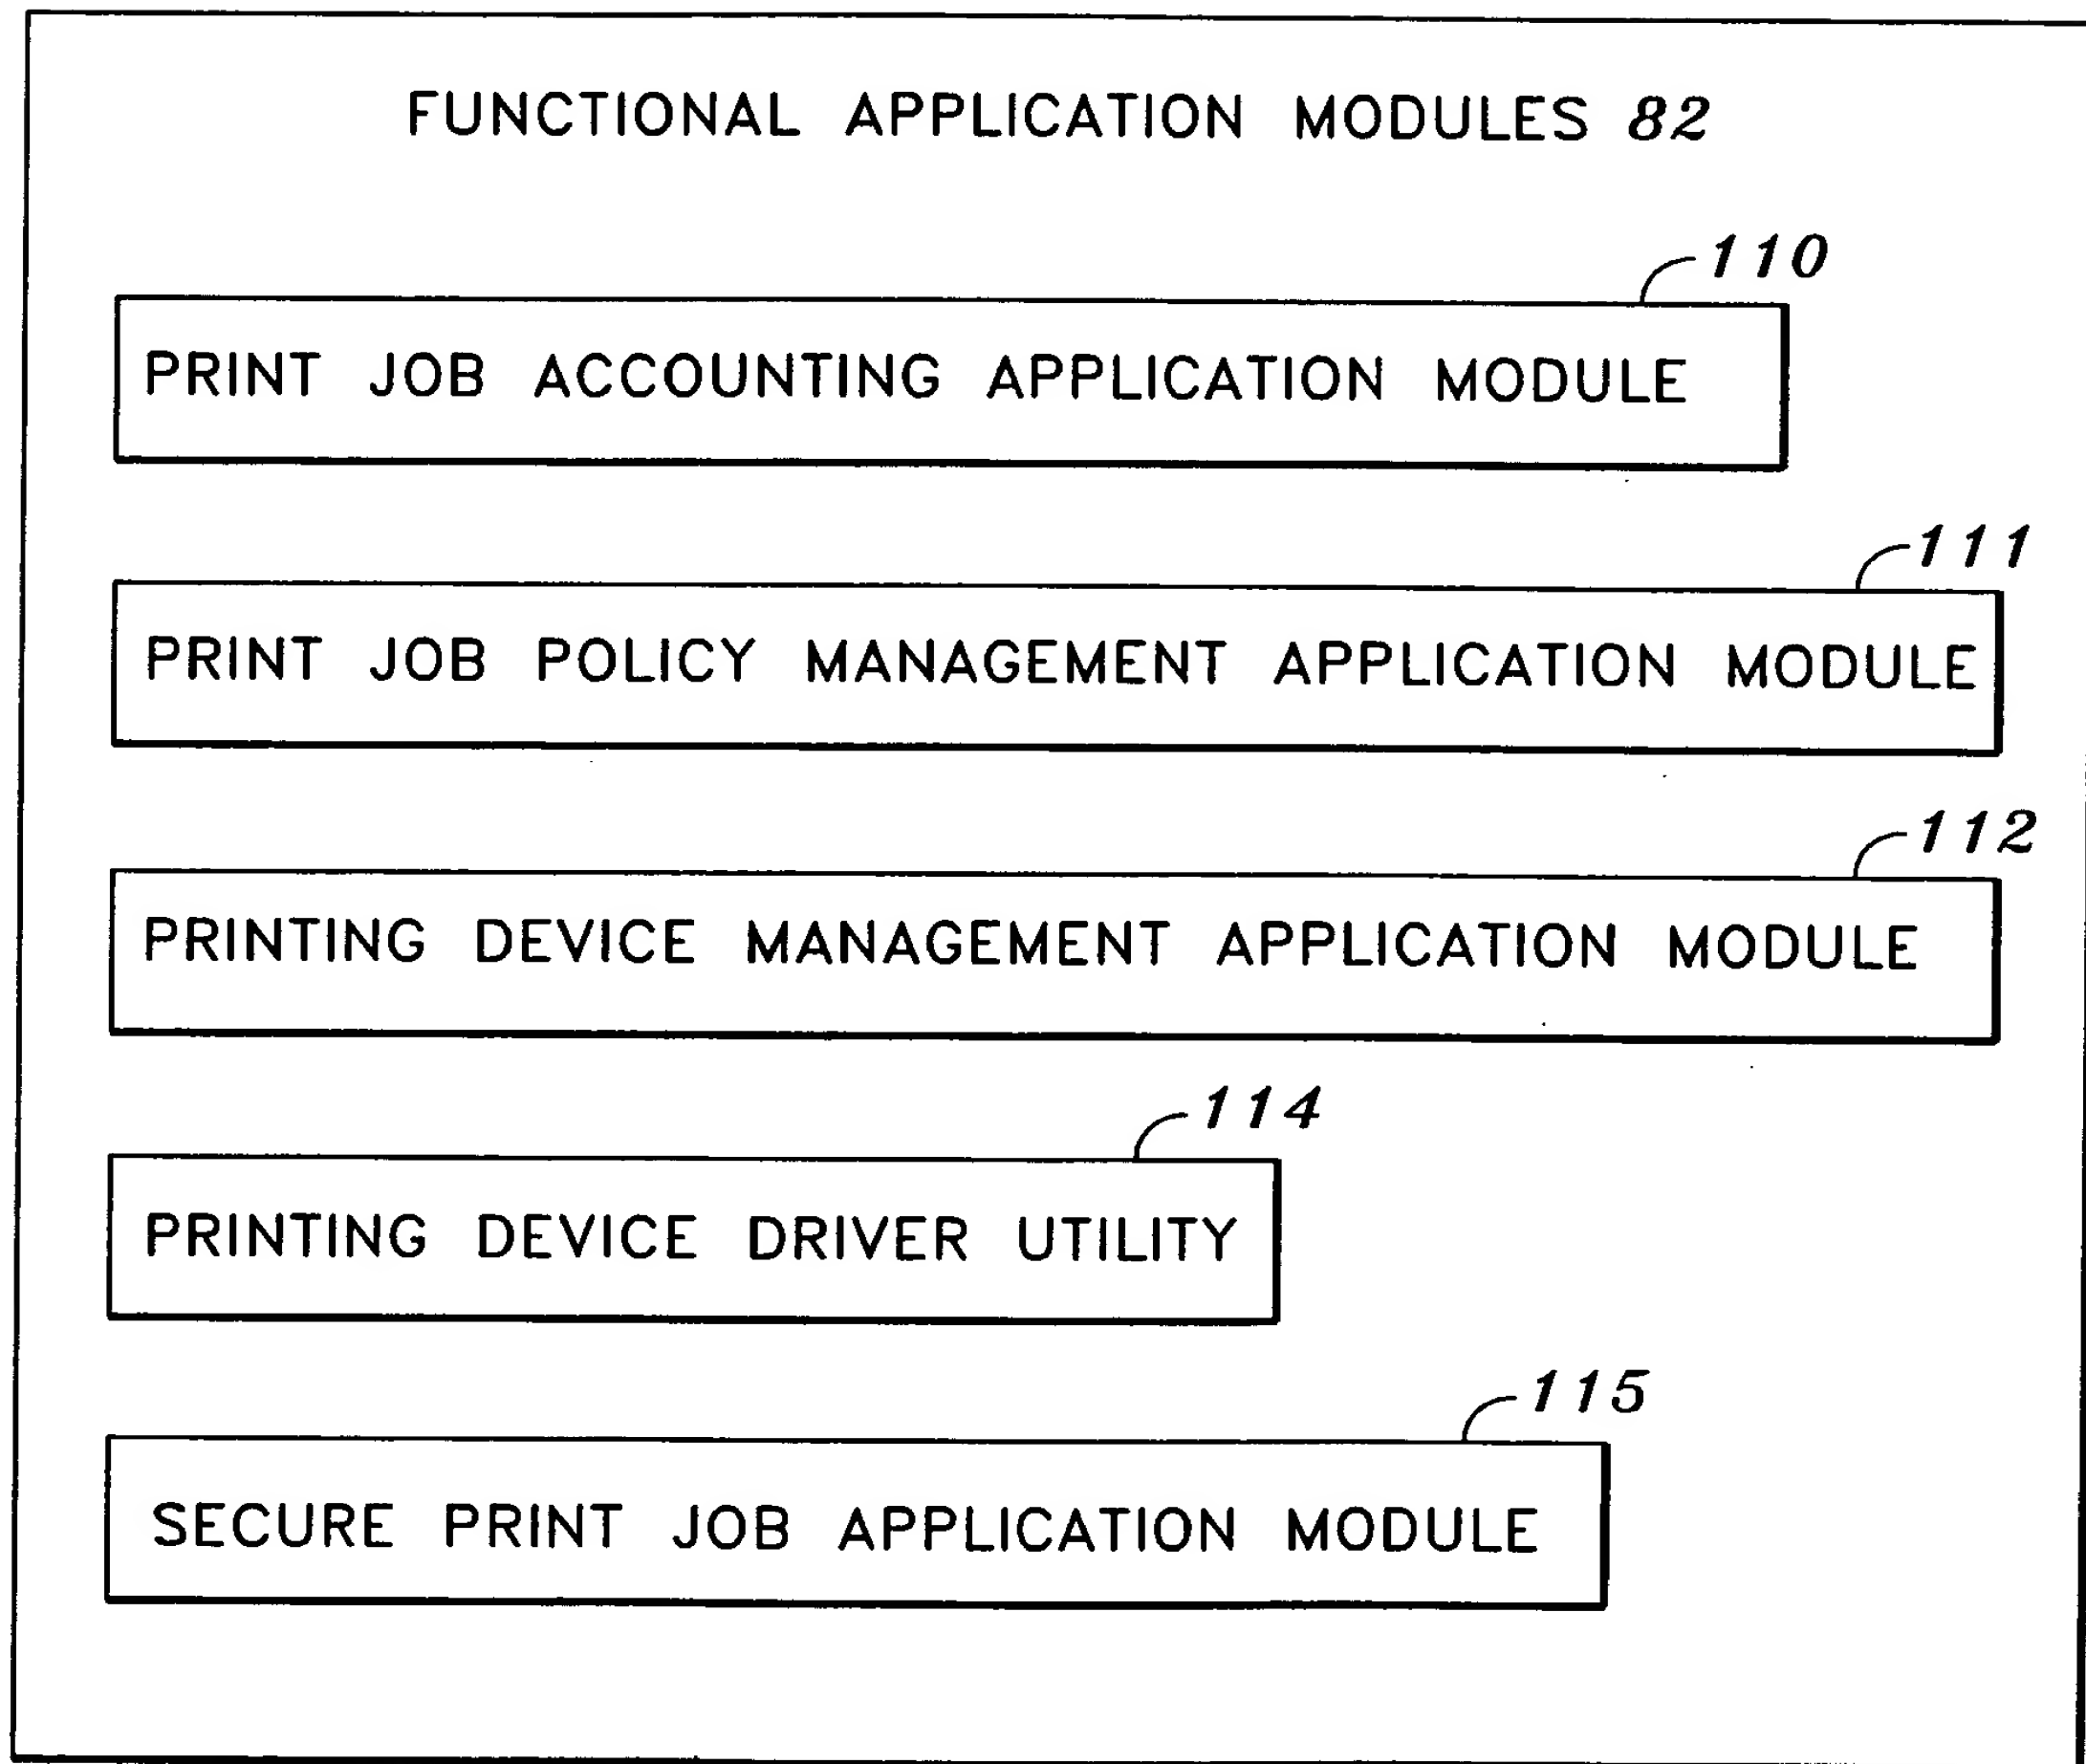 FUNCTIONAL APPLICATION MODULES 82
110
PRINT JOB ACCOUNTING APPLICATION MODULE
111
PRINT JOB POLICY MANAGEMENT APPLICATION MODULE
112
PRINTING DEVICE MANAGEMENT APPLICATION MODULE
114
PRINTING DEVICE DRIVER UTILITY
115
SECURE PRINT JOB APPLICATION MODULE